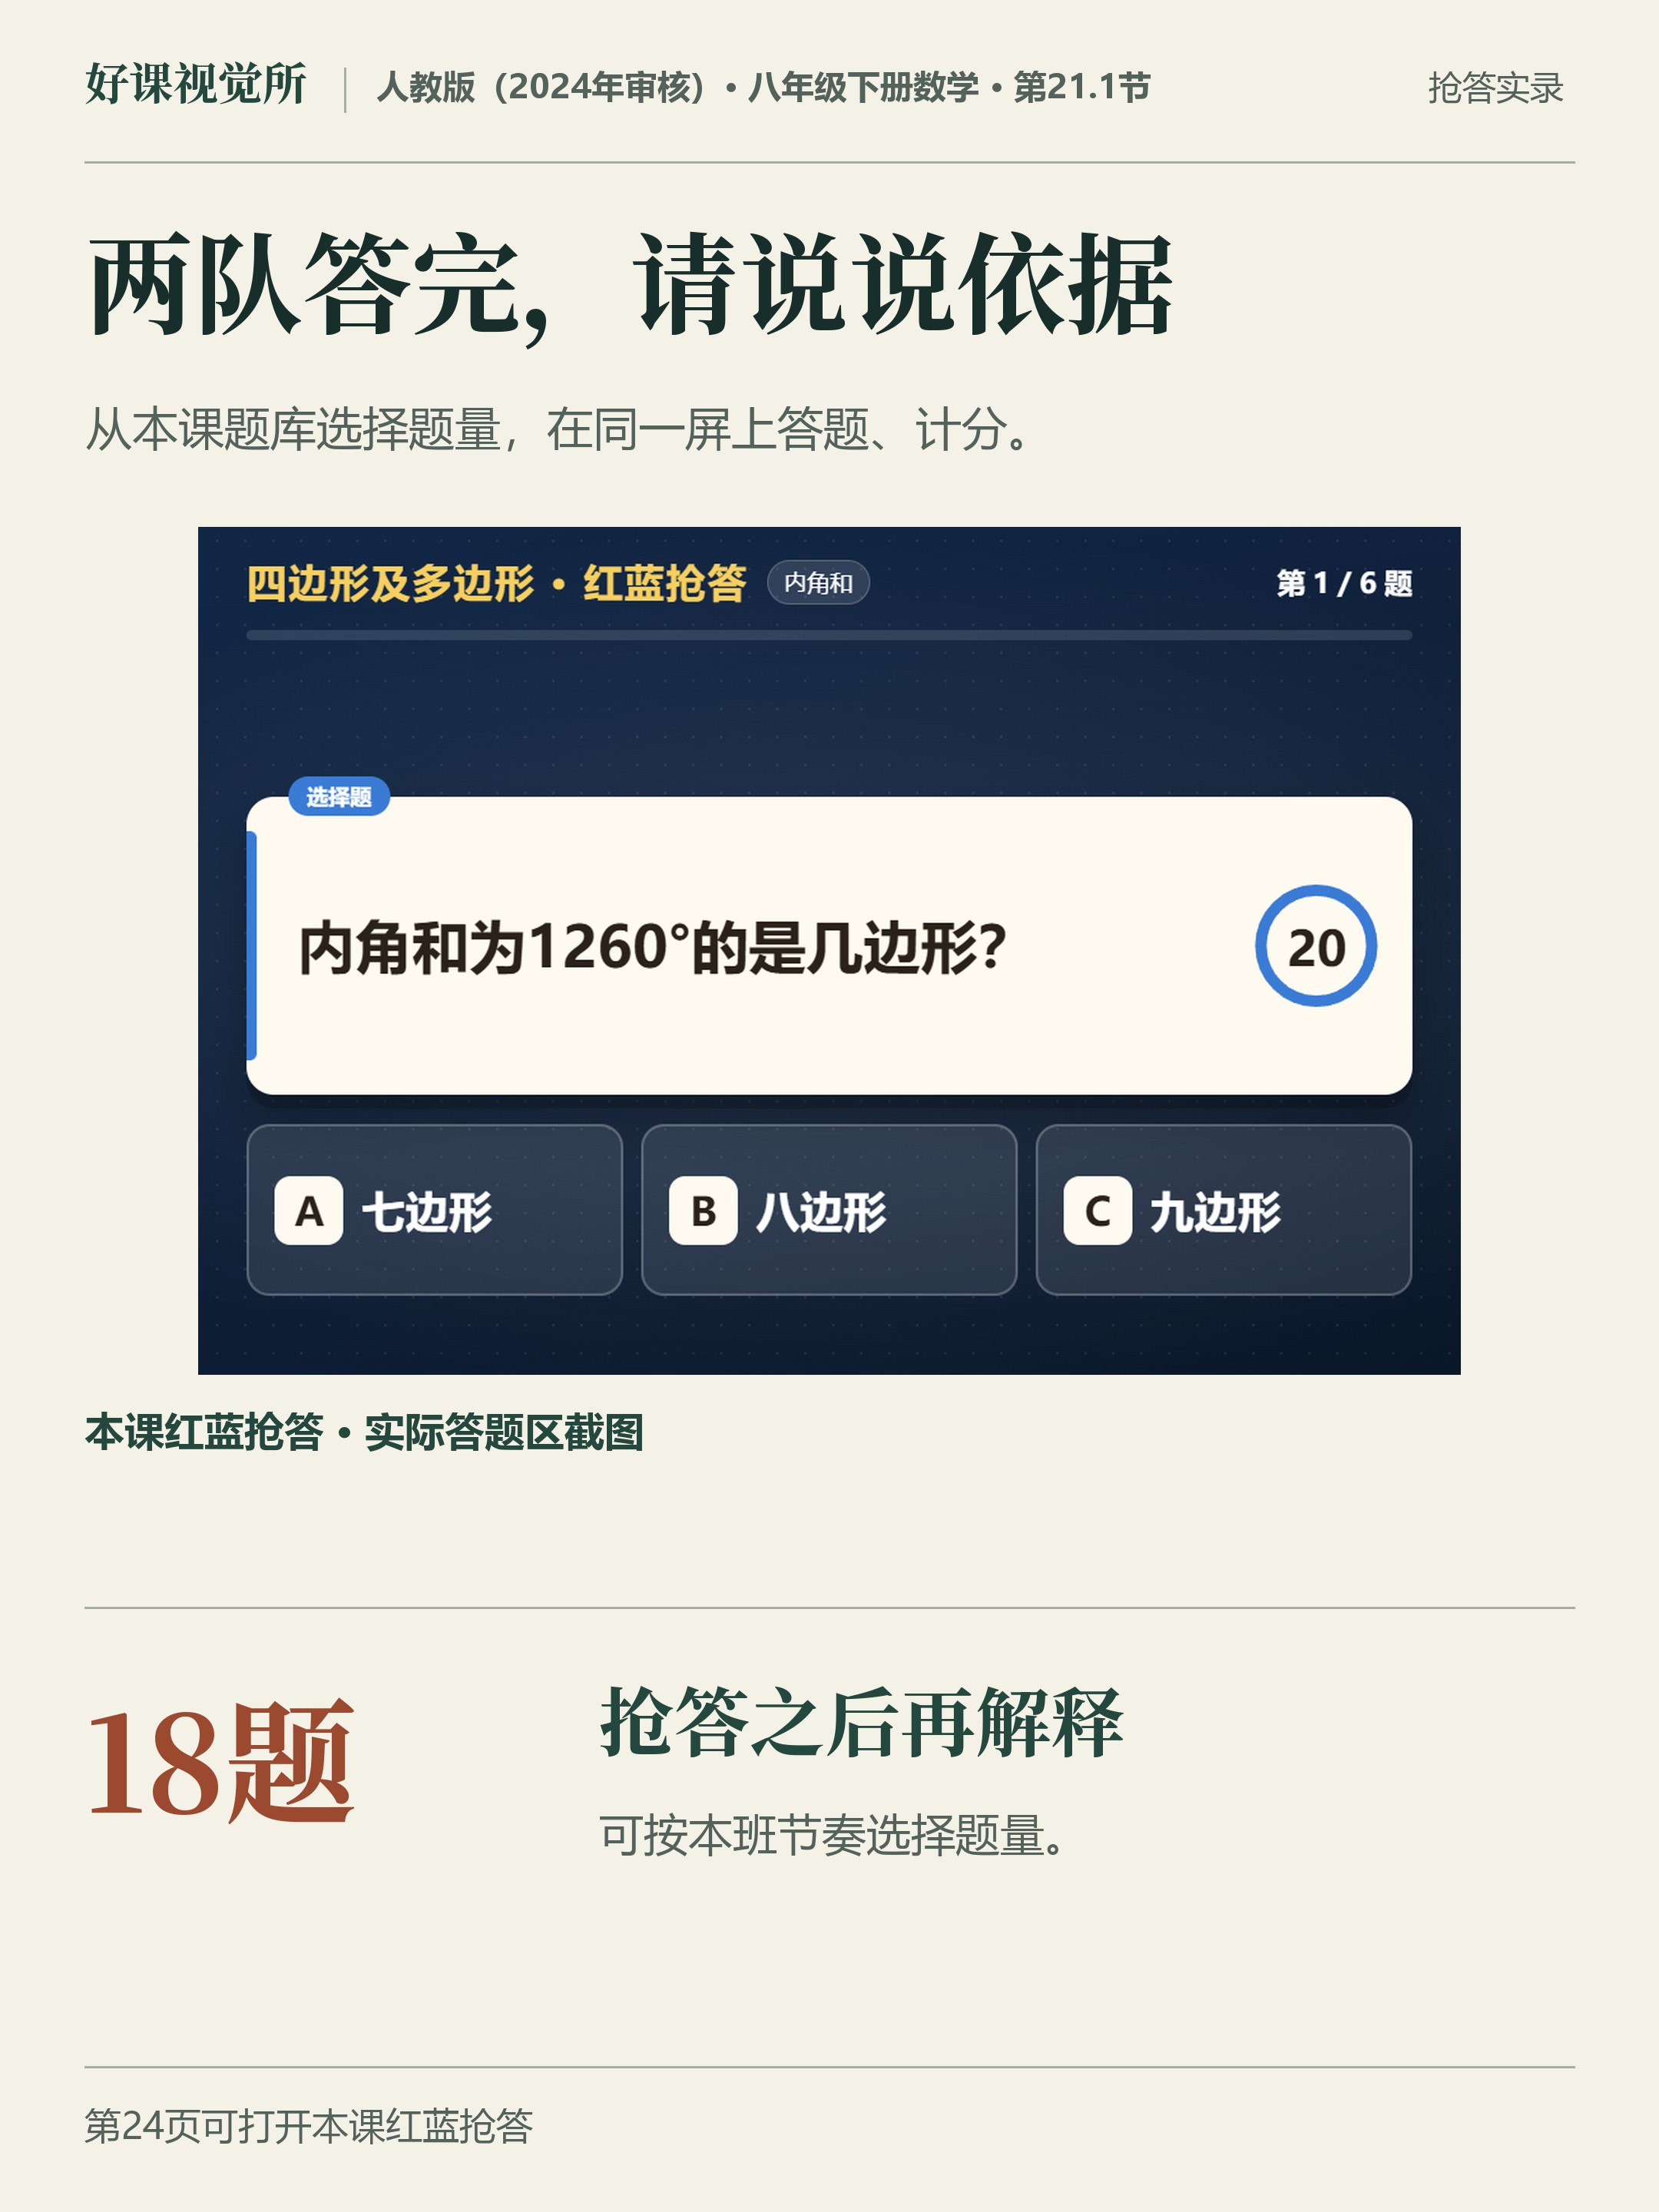 好课视觉所
人教版（2024年审核）• 八年级下册数学 • 第21.1节
抢答实录
两队答完，请说说依据
从本课题库选择题量，在同一屏上答题、计分。
四边形及多边形 • 红蓝抢答
内角和
第 1 / 6 题
选择题
内角和为1260°的是几边形？
20
A 七边形
B 八边形
C 九边形
本课红蓝抢答 • 实际答题区截图
18题
抢答之后再解释
可按本班节奏选择题量。
第24页可打开本课红蓝抢答